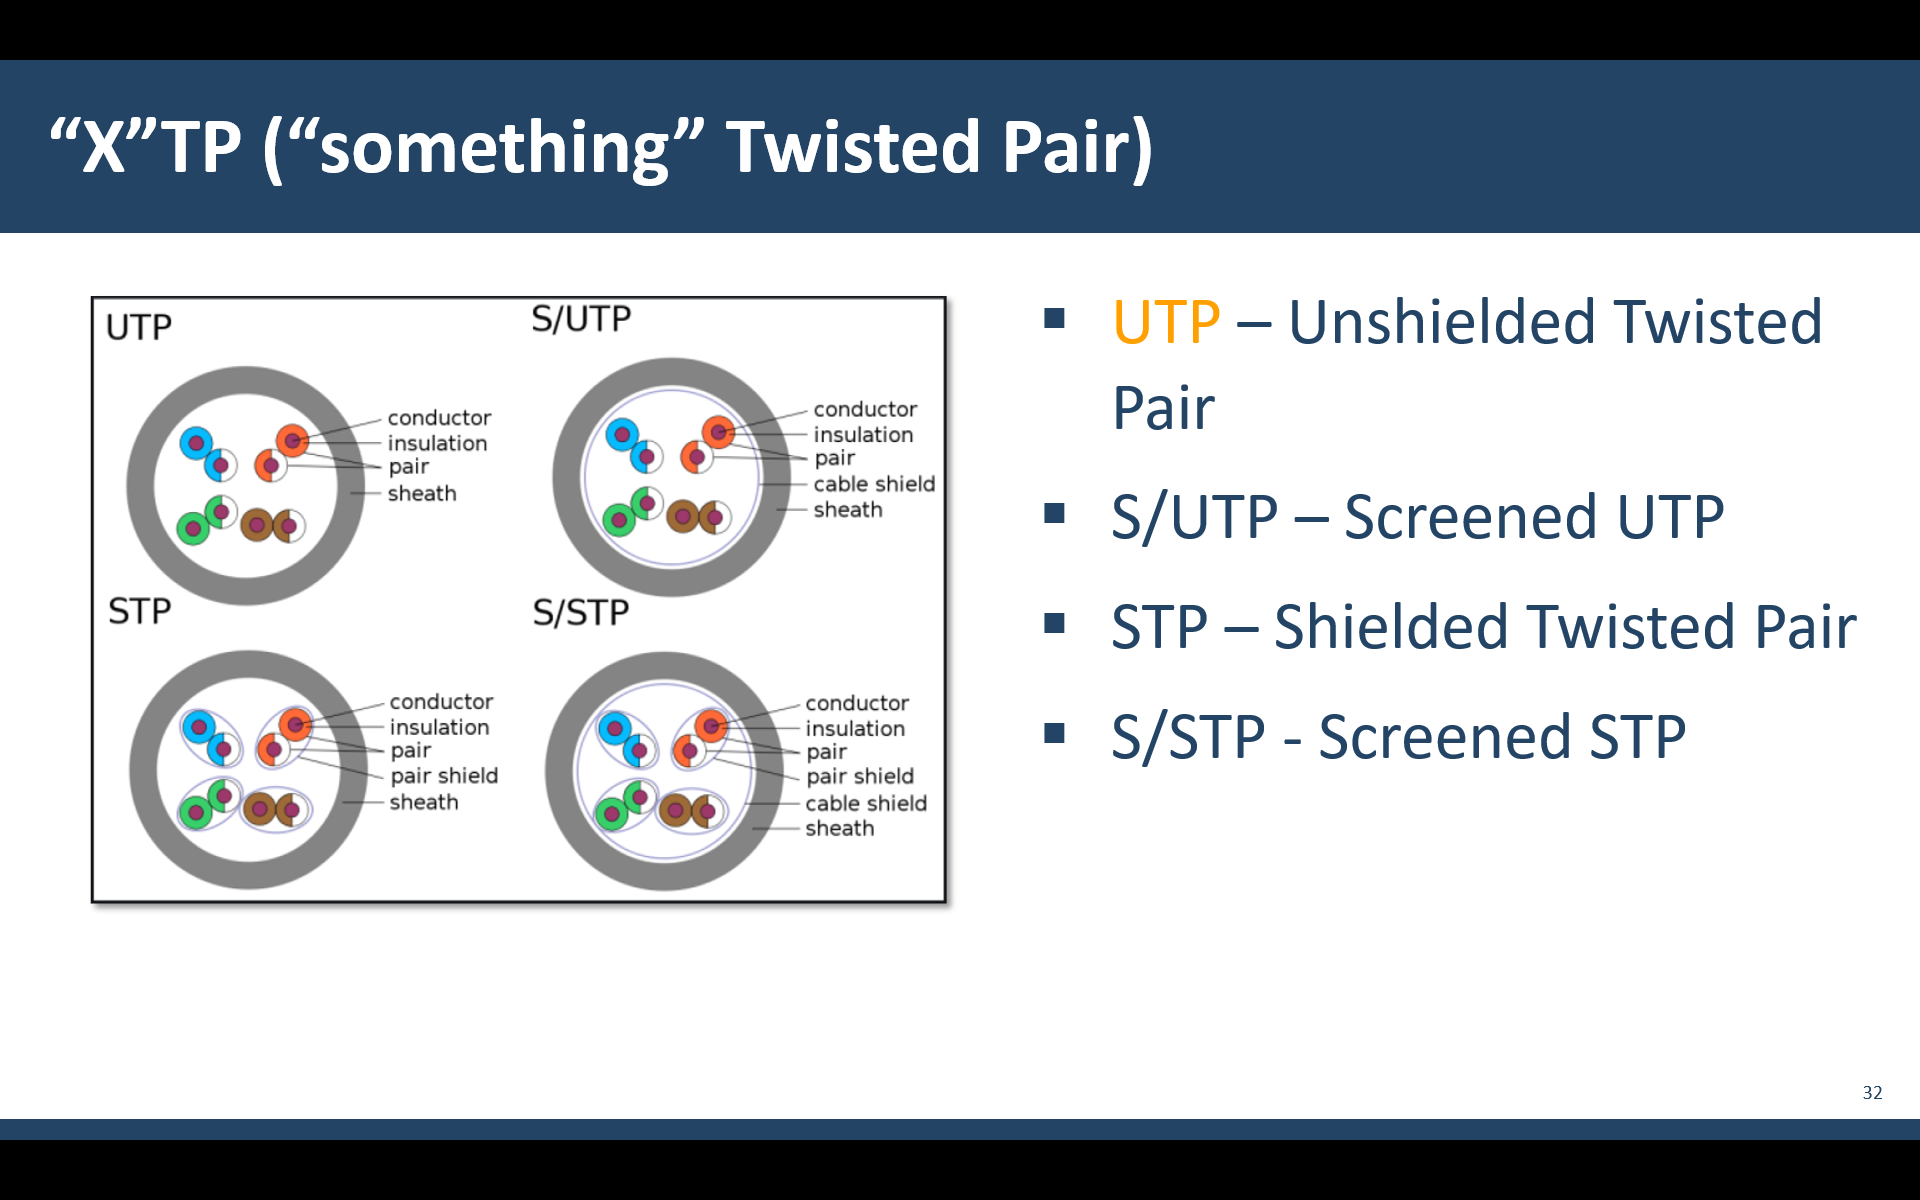 “X”TP (“something” Twisted Pair)
UTP
conductor
insulation
pair
sheath
S/UTP
conductor
insulation
pair
cable shield
sheath
STP
conductor
insulation
pair
pair shield
sheath
S/STP
conductor
insulation
pair
pair shield
cable shield
sheath
▪ UTP – Unshielded Twisted
Pair
▪ S/UTP – Screened UTP
▪ STP – Shielded Twisted Pair
▪ S/STP - Screened STP
32